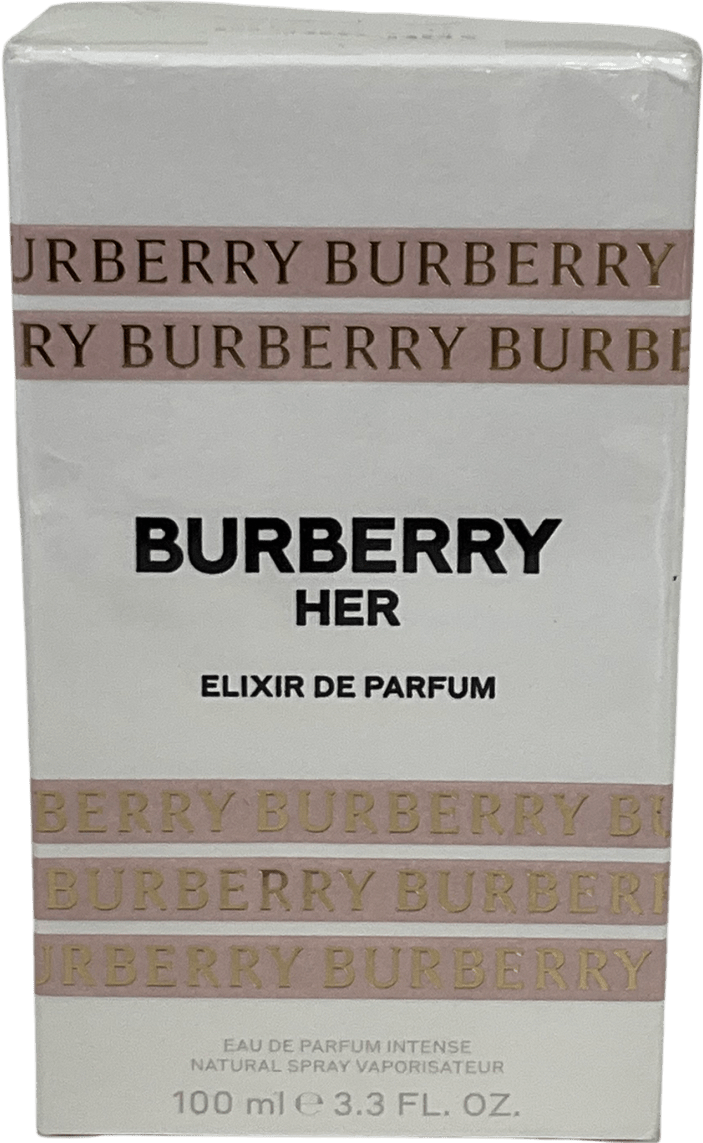 URBERRY BURBERRY
RY BURBERRY BURBE
BURBERRY
HER
ELIXIR DE PARFUM
BERRY BURBERRY BU
BURBERRY BURBER
URBERRY BURBERRY
EAU DE PARFUM INTENSE
NATURAL SPRAY VAPORISATEUR
100 ml ℮ 3.3 FL. OZ.